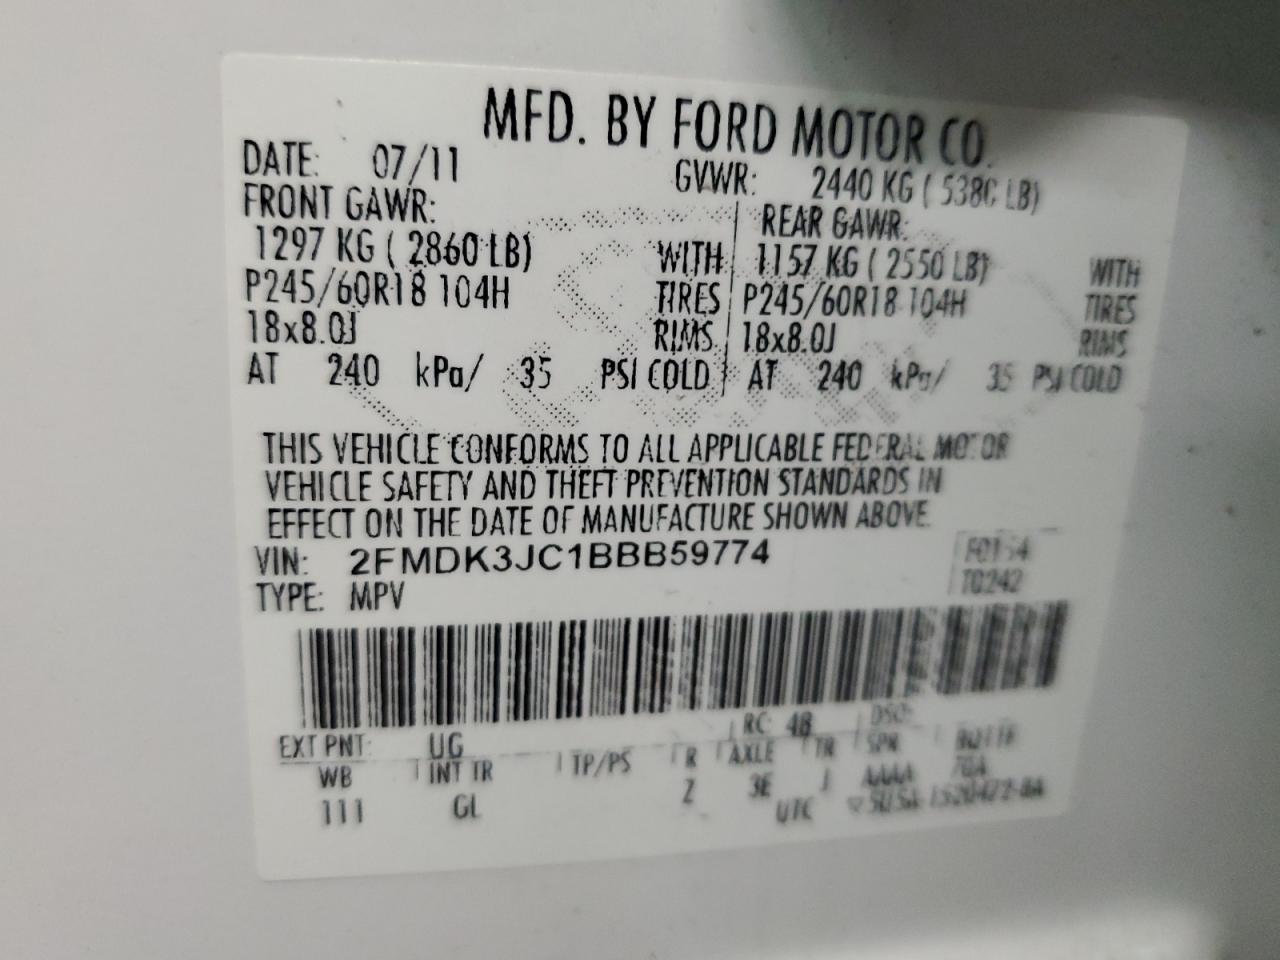 MFD. BY FORD MOTOR CO.
DATE: 07/11 GVWR: 2440 KG ( 5380 LB)
FRONT GAWR: REAR GAWR:
1297 KG ( 2860 LB) WITH 1157 KG ( 2550 LB) WITH
P245/60R18 104H TIRES P245/60R18 104H TIRES
18x8.0J RIMS 18x8.0J RIMS
AT 240 kPa/ 35 PSI COLD AT 240 kPa/ 35 PSI COLD
THIS VEHICLE CONFORMS TO ALL APPLICABLE FEDERAL MOTOR
VEHICLE SAFETY AND THEFT PREVENTION STANDARDS IN
EFFECT ON THE DATE OF MANUFACTURE SHOWN ABOVE.
VIN: 2FMDK3JC1BBB59774
TYPE: MPV
T0242
EXT PNT: UG RC: 48 DSO:
WB INT TR TP/PS R AXLE TR SPR
111 GL Z 3E J AAAA
UTC